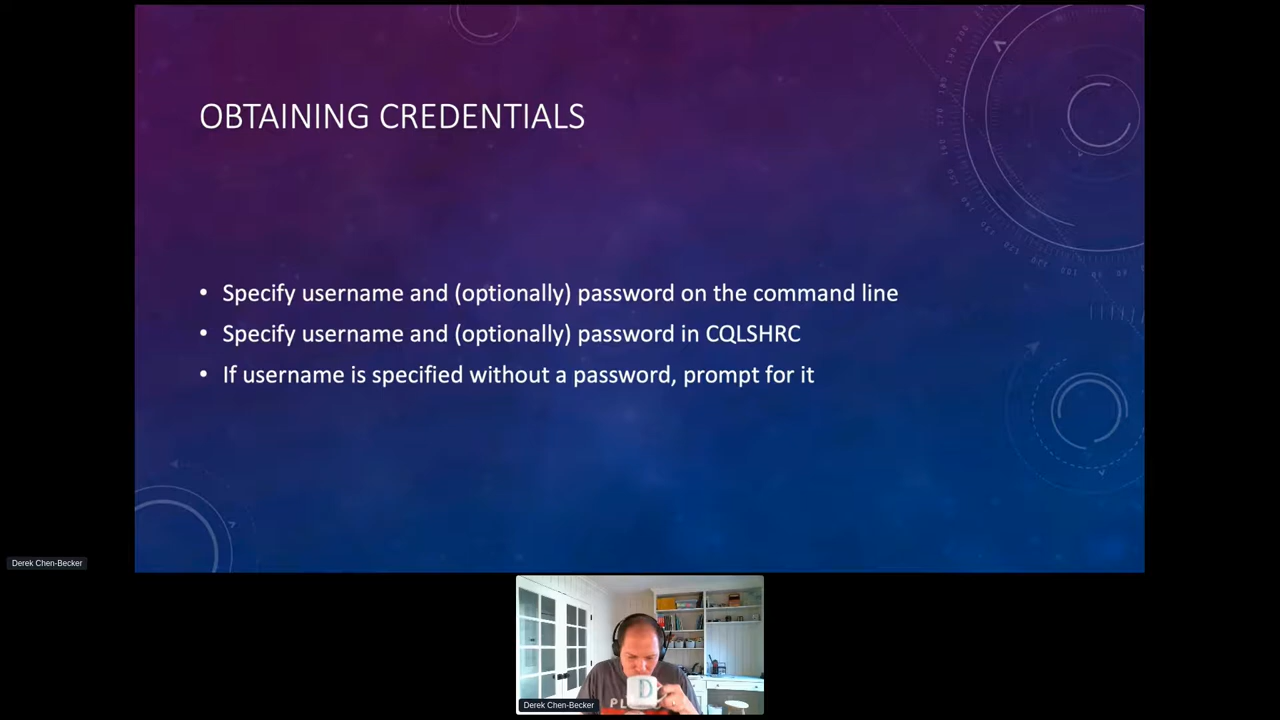 OBTAINING CREDENTIALS
• Specify username and (optionally) password on the command line
• Specify username and (optionally) password in CQLSHRC
• If username is specified without a password, prompt for it
Derek Chen-Becker
D
Derek Chen-Becker